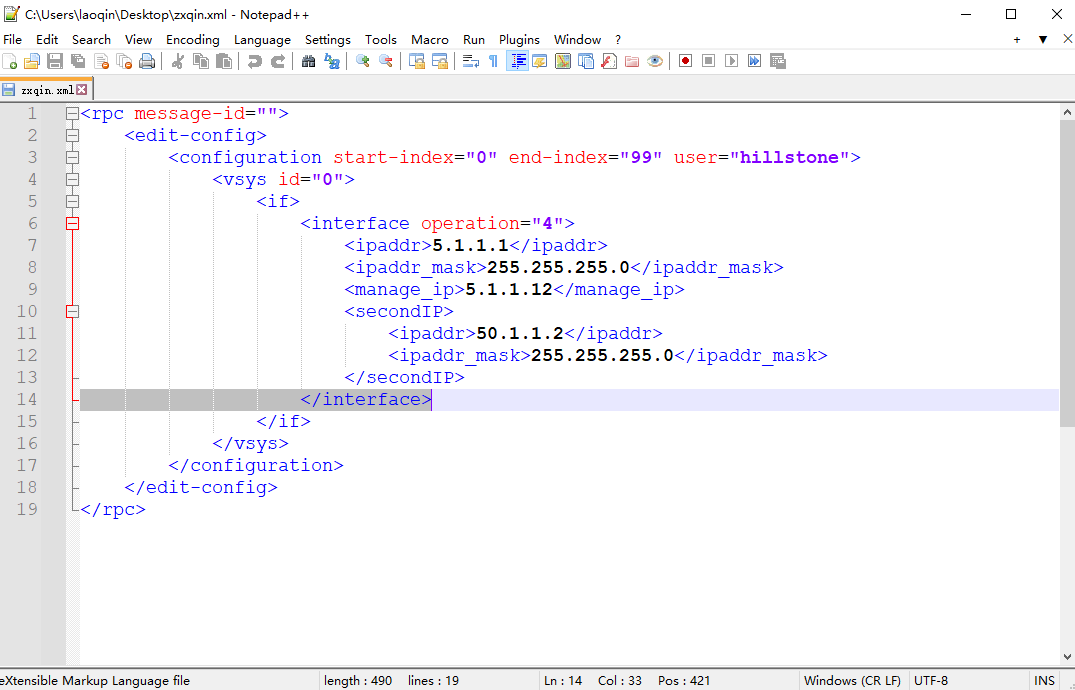 C:\Users\laoqin\Desktop\zxqin.xml - Notepad++
File Edit Search View Encoding Language Settings Tools Macro Run Plugins Window ?
zxqin.xml
1 <rpc message-id="">
2 <edit-config>
3 <configuration start-index="0" end-index="99" user="hillstone">
4 <vsys id="0">
5 <if>
6 <interface operation="4">
7 <ipaddr>5.1.1.1</ipaddr>
8 <ipaddr_mask>255.255.255.0</ipaddr_mask>
9 <manage_ip>5.1.1.12</manage_ip>
10 <secondIP>
11 <ipaddr>50.1.1.2</ipaddr>
12 <ipaddr_mask>255.255.255.0</ipaddr_mask>
13 </secondIP>
14 </interface>
15 </if>
16 </vsys>
17 </configuration>
18 </edit-config>
19 </rpc>
eXtensible Markup Language file length : 490 lines : 19 Ln : 14 Col : 33 Pos : 421 Windows (CR LF) UTF-8 INS